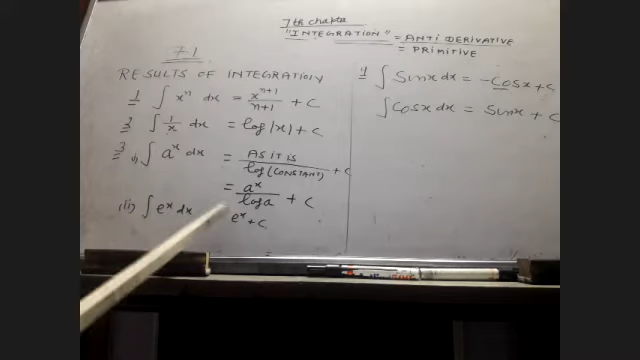 7th chapter
"INTEGRATION" = ANTI DERIVATIVE
= PRIMITIVE
7.1
RESULTS OF INTEGRATION
1 ∫ xⁿ dx = xⁿ⁺¹/n+1 + C
2 ∫ 1/x dx = log|x| + C
3 i) ∫ aˣ dx = AS IT IS/log(CONSTANT) + C
= aˣ/log a + C
(ii) ∫ eˣ dx eˣ + C
4 ∫ Sinx dx = -Cosx + C
∫ Cosx dx = Sinx + C